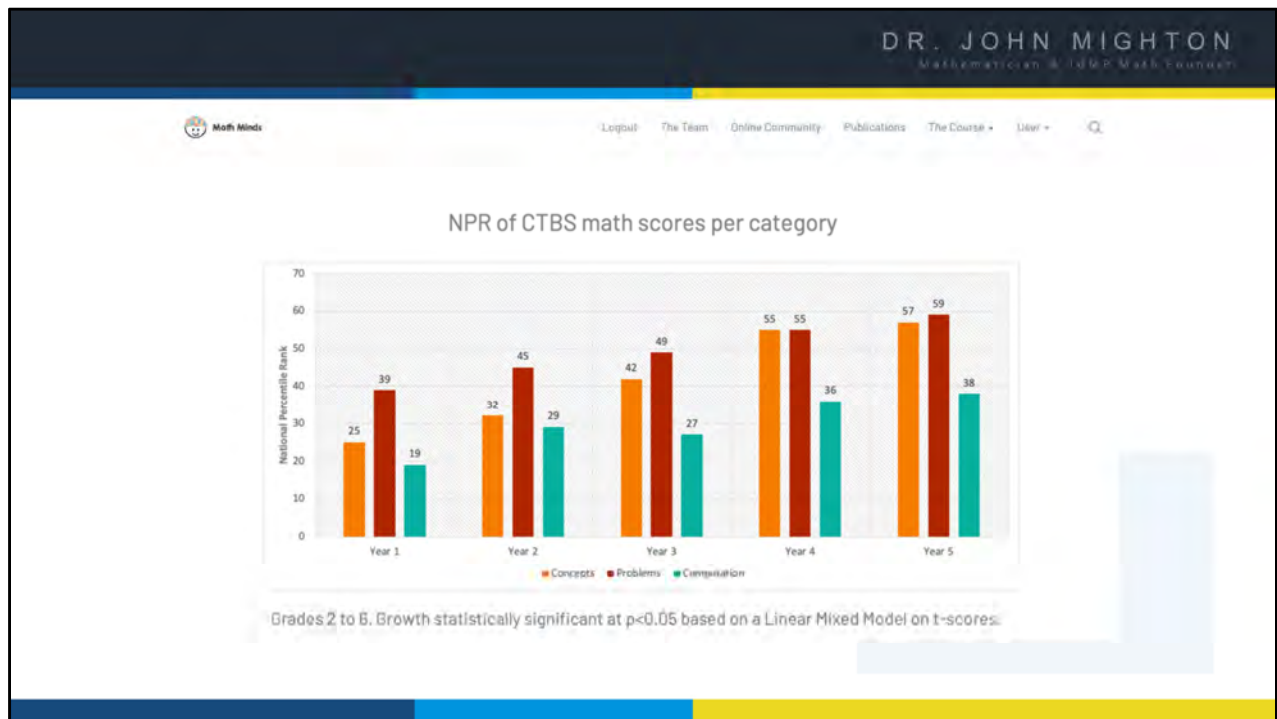 DR. JOHN MIGHTON
Mathematician & JUMP Math Founder
Math Minds
Logout The Team Online Community Publications The Course User
NPR of CTBS math scores per category
70
60
50
40
30
20
10
0
National Percentile Rank
25 39 19
32 45 29
42 49 27
55 55 36
57 59 38
Year 1 Year 2 Year 3 Year 4 Year 5
Concepts Problems Computation
Grades 2 to 6. Growth statistically significant at p<0.05 based on a Linear Mixed Model on t-scores.